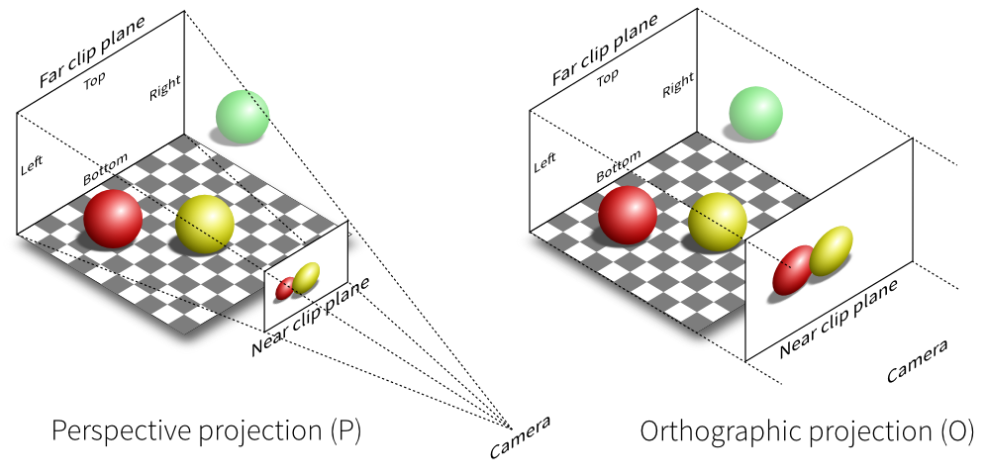 Far clip plane
Top
Right
Left
Bottom
Near clip plane
Camera
Perspective projection (P)
Far clip plane
Top
Right
Left
Bottom
Near clip plane
Camera
Orthographic projection (O)